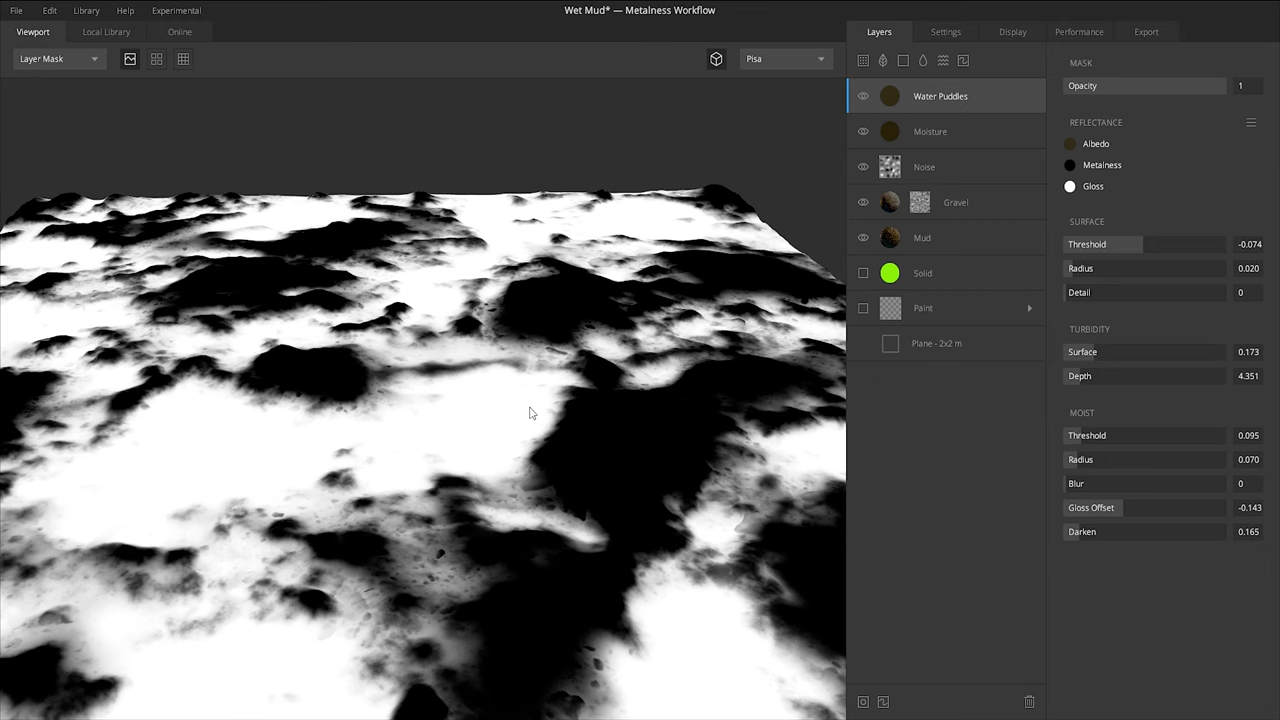 File Edit Library Help Experimental
Wet Mud* — Metalness Workflow
Viewport Local Library Online
Layers Settings Display Performance Export
Layer Mask
Pisa
MASK
Opacity 1
Water Puddles
REFLECTANCE
Albedo
Moisture
Metalness
Noise
Gloss
Gravel
SURFACE
Mud
Threshold -0.074
Radius 0.020
Solid
Detail 0
Paint
TURBIDITY
Plane - 2x2 m
Surface 0.173
Depth 4.351
MOIST
Threshold 0.095
Radius 0.070
Blur 0
Gloss Offset -0.143
Darken 0.165